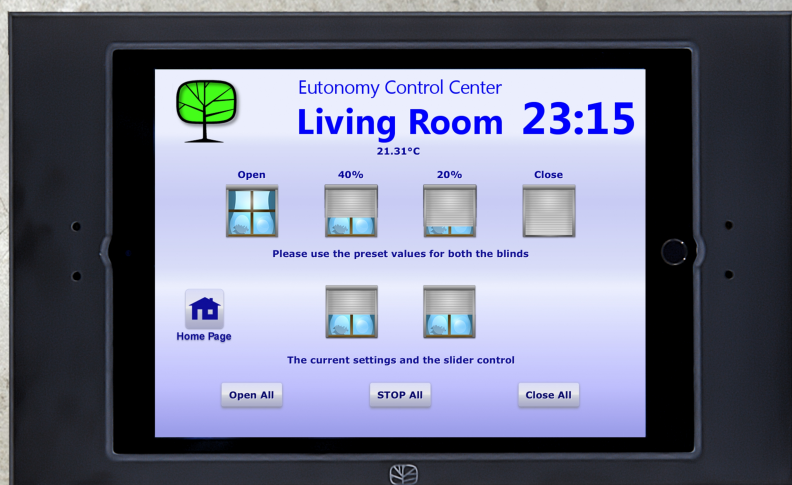 Eutonomy Control Center
Living Room 23:15
21.31°C
Open 40% 20% Close
Please use the preset values for both the blinds
Home Page
The current settings and the slider control
Open All STOP All Close All